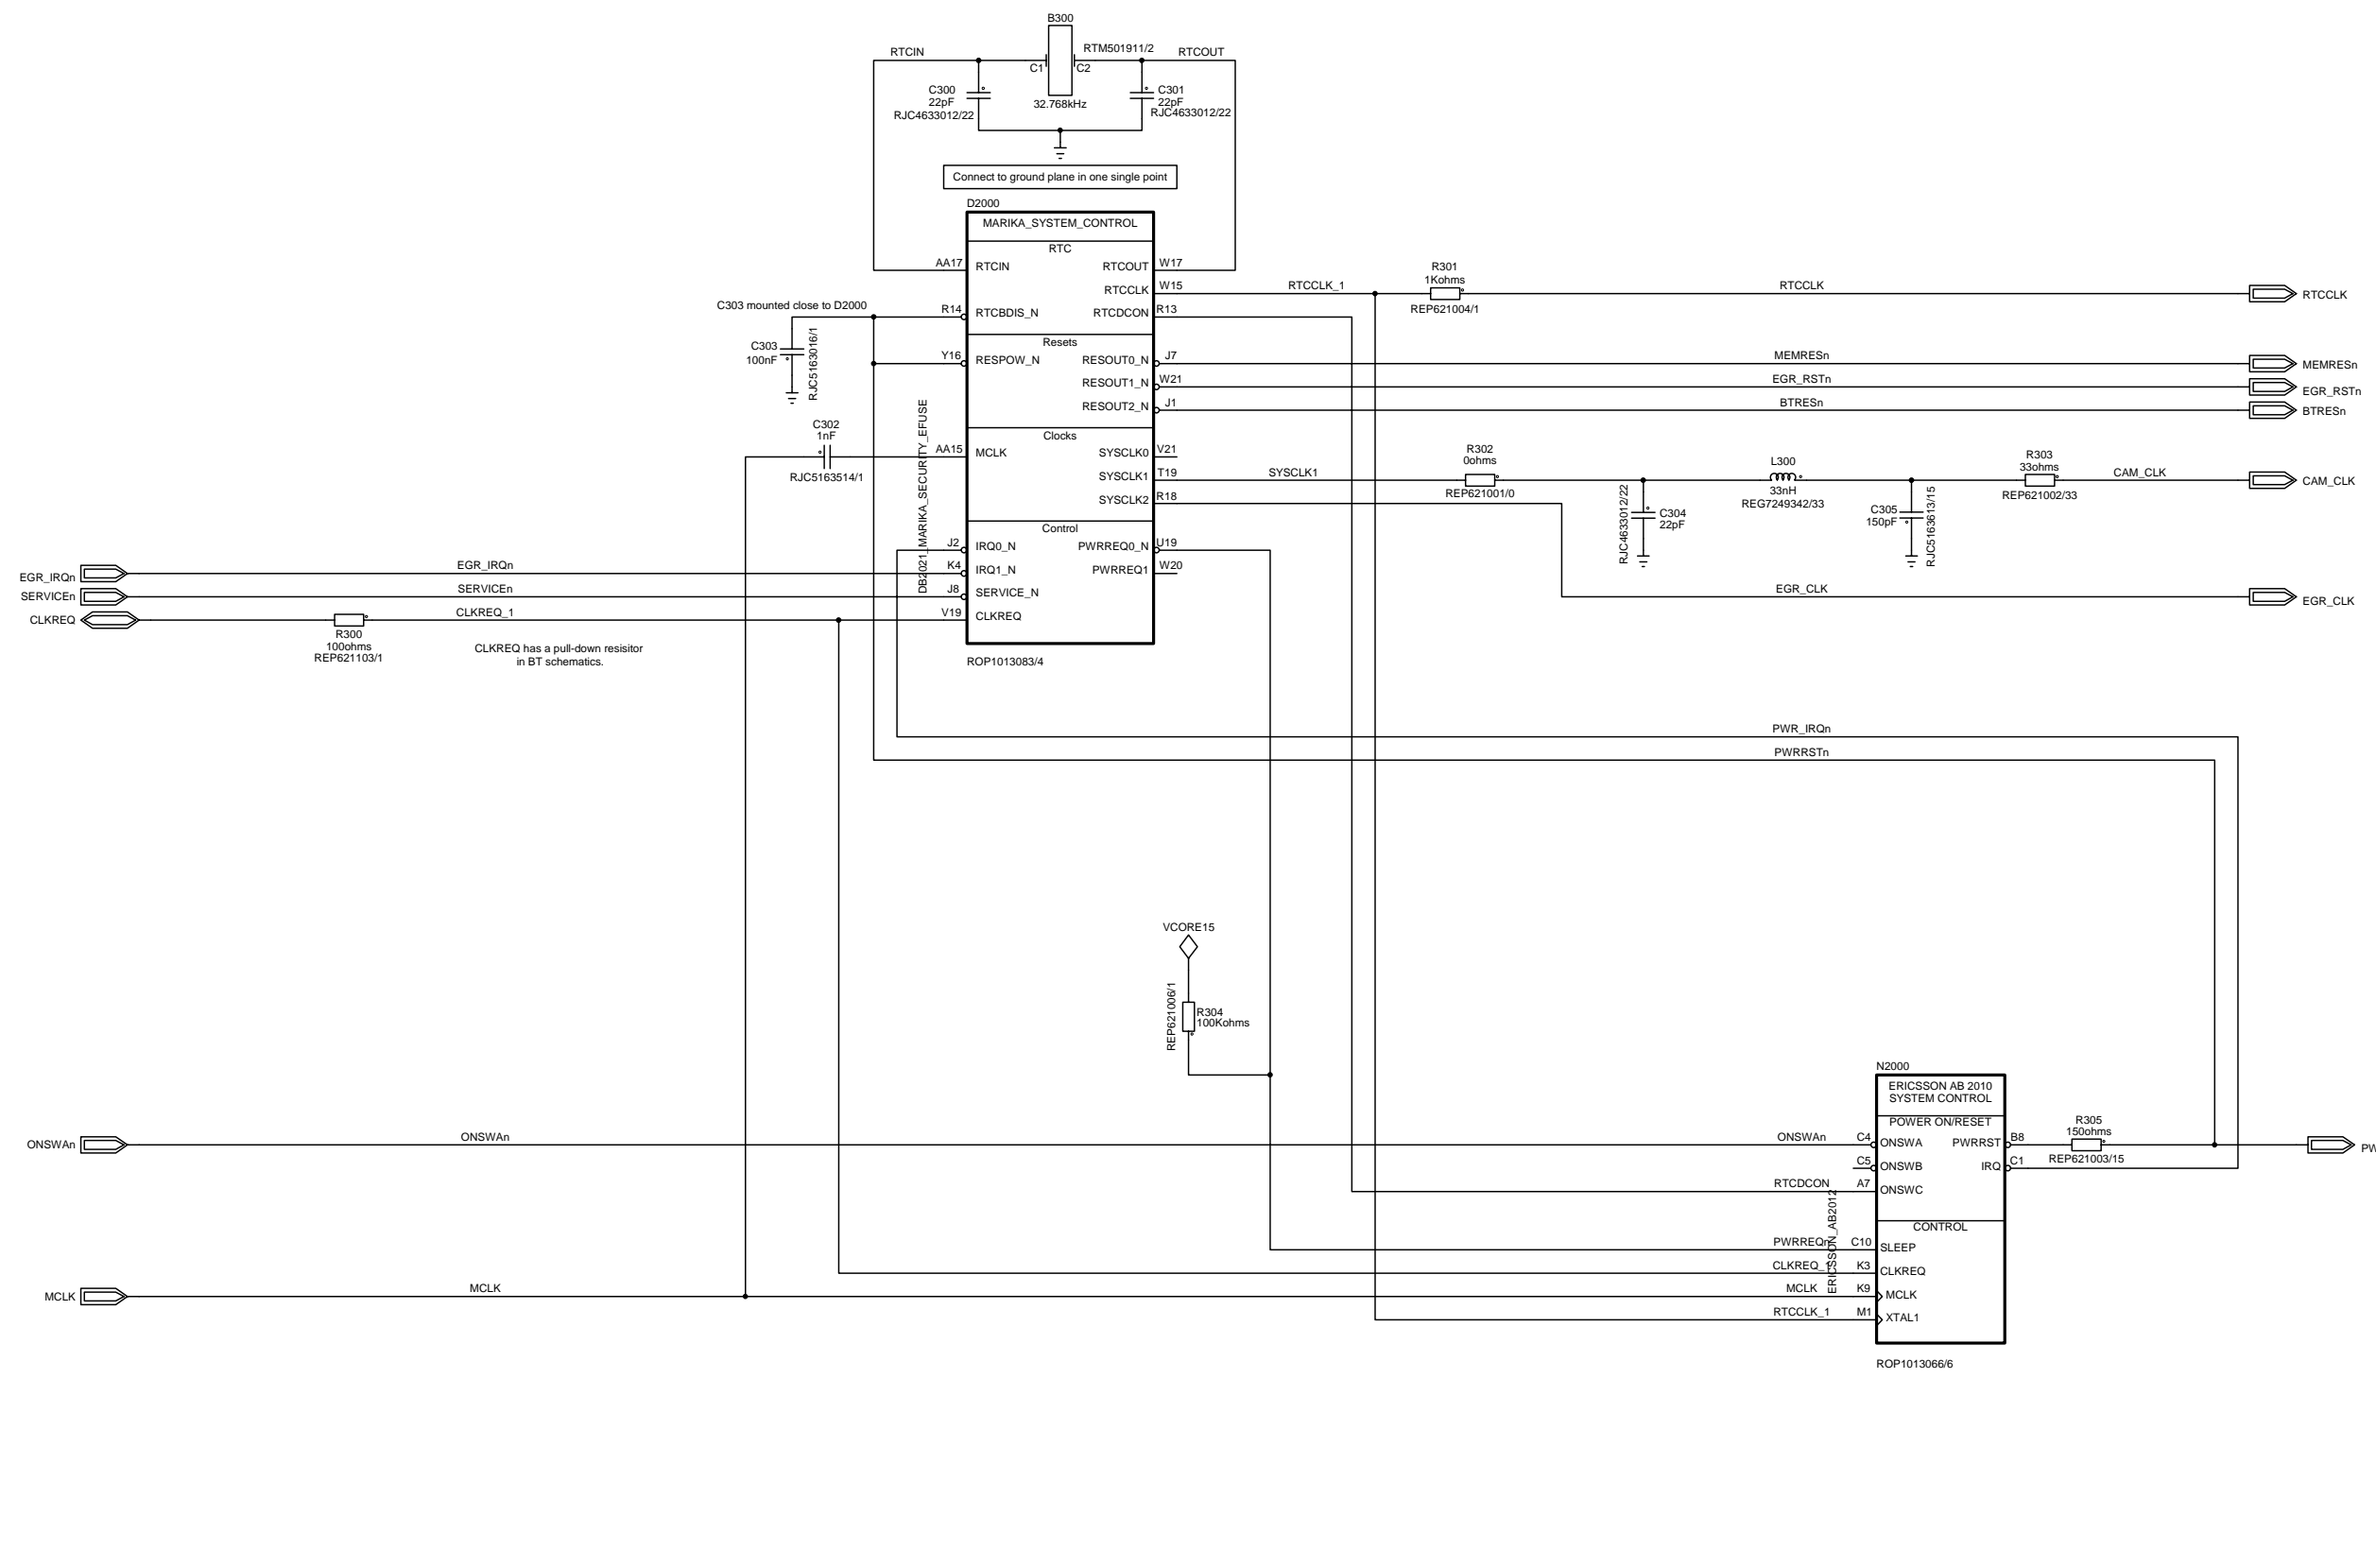 B300
RTCIN
RTM501911/2
RTCOUT
C1
C2
C300
22pF
RJC4633012/22
32.768kHz
C301
22pF
RJC4633012/22
Connect to ground plane in one single point
D2000
MARIKA_SYSTEM_CONTROL
RTC
AA17
RTCIN
RTCOUT
W17
RTCCLK
W15
RTCCLK_1
R301
1Kohms
REP621004/1
RTCCLK
RTCCLK
C303 mounted close to D2000
R14
RTCBDIS_N
RTCDCON
R13
C303
100nF
RJC5163016/1
Resets
Y16
RESPOW_N
RESOUT0_N
J7
MEMRESn
MEMRESn
RESOUT1_N
W21
EGR_RSTn
EGR_RSTn
RESOUT2_N
J1
BTRESn
BTRESn
DB2021_MARIKA_SECURITY_EFUSE
C302
1nF
RJC5163514/1
Clocks
AA15
MCLK
SYSCLK0
V21
SYSCLK1
T19
SYSCLK1
R302
0ohms
REP621001/0
L300
33nH
REG7249342/33
R303
33ohms
REP621002/33
CAM_CLK
CAM_CLK
SYSCLK2
R18
RJC4633012/22
C304
22pF
C305
150pF
RJC5163613/15
Control
J2
IRQ0_N
PWRREQ0_N
U19
EGR_IRQn
EGR_IRQn
K4
IRQ1_N
PWRREQ1
W20
SERVICEn
SERVICEn
J8
SERVICE_N
EGR_CLK
EGR_CLK
CLKREQ
R300
100ohms
REP621103/1
CLKREQ_1
V19
CLKREQ
CLKREQ has a pull-down resisitor
in BT schematics.
ROP1013083/4
PWR_IRQn
PWRRSTn
VCORE15
REP621006/1
R304
100Kohms
N2000
ERICSSON AB 2010
SYSTEM CONTROL
POWER ON/RESET
ONSWAn
ONSWAn
ONSWAn
C4
ONSWA
PWRRST
B8
R305
150ohms
REP621003/15
PW
C5
ONSWB
IRQ
C1
RTCDCON
A7
ONSWC
ERICSSON_AB2012
CONTROL
PWRREQn
C10
SLEEP
CLKREQ_1
K3
CLKREQ
MCLK
MCLK
MCLK
K9
MCLK
RTCCLK_1
M1
XTAL1
ROP1013066/6